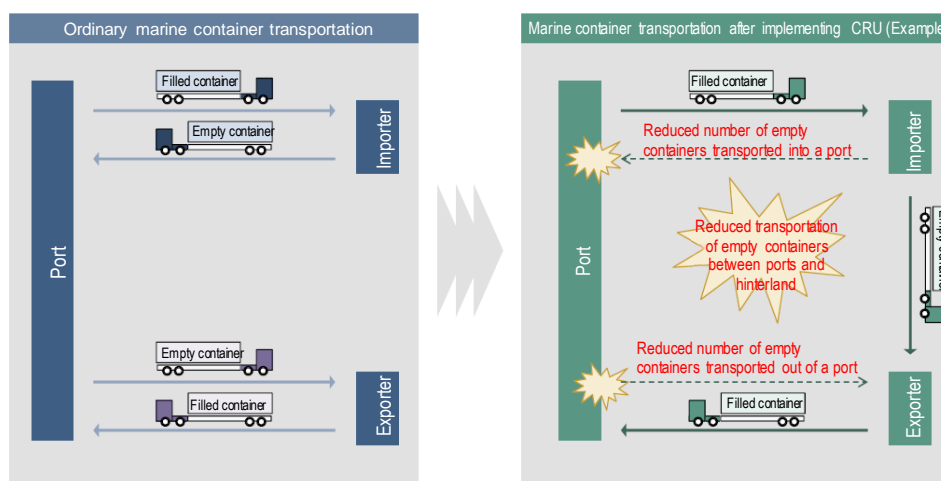 Ordinary marine container transportation
Filled container
Empty container
Port
Importer
Empty container
Filled container
Exporter
Marine container transportation after implementing CRU (Example
Filled container
Reduced number of empty
containers transported into a port
Port
Importer
Reduced transportation
of empty containers
between ports and
hinterland
Reduced number of empty
containers transported out of a port
Filled container
Exporter